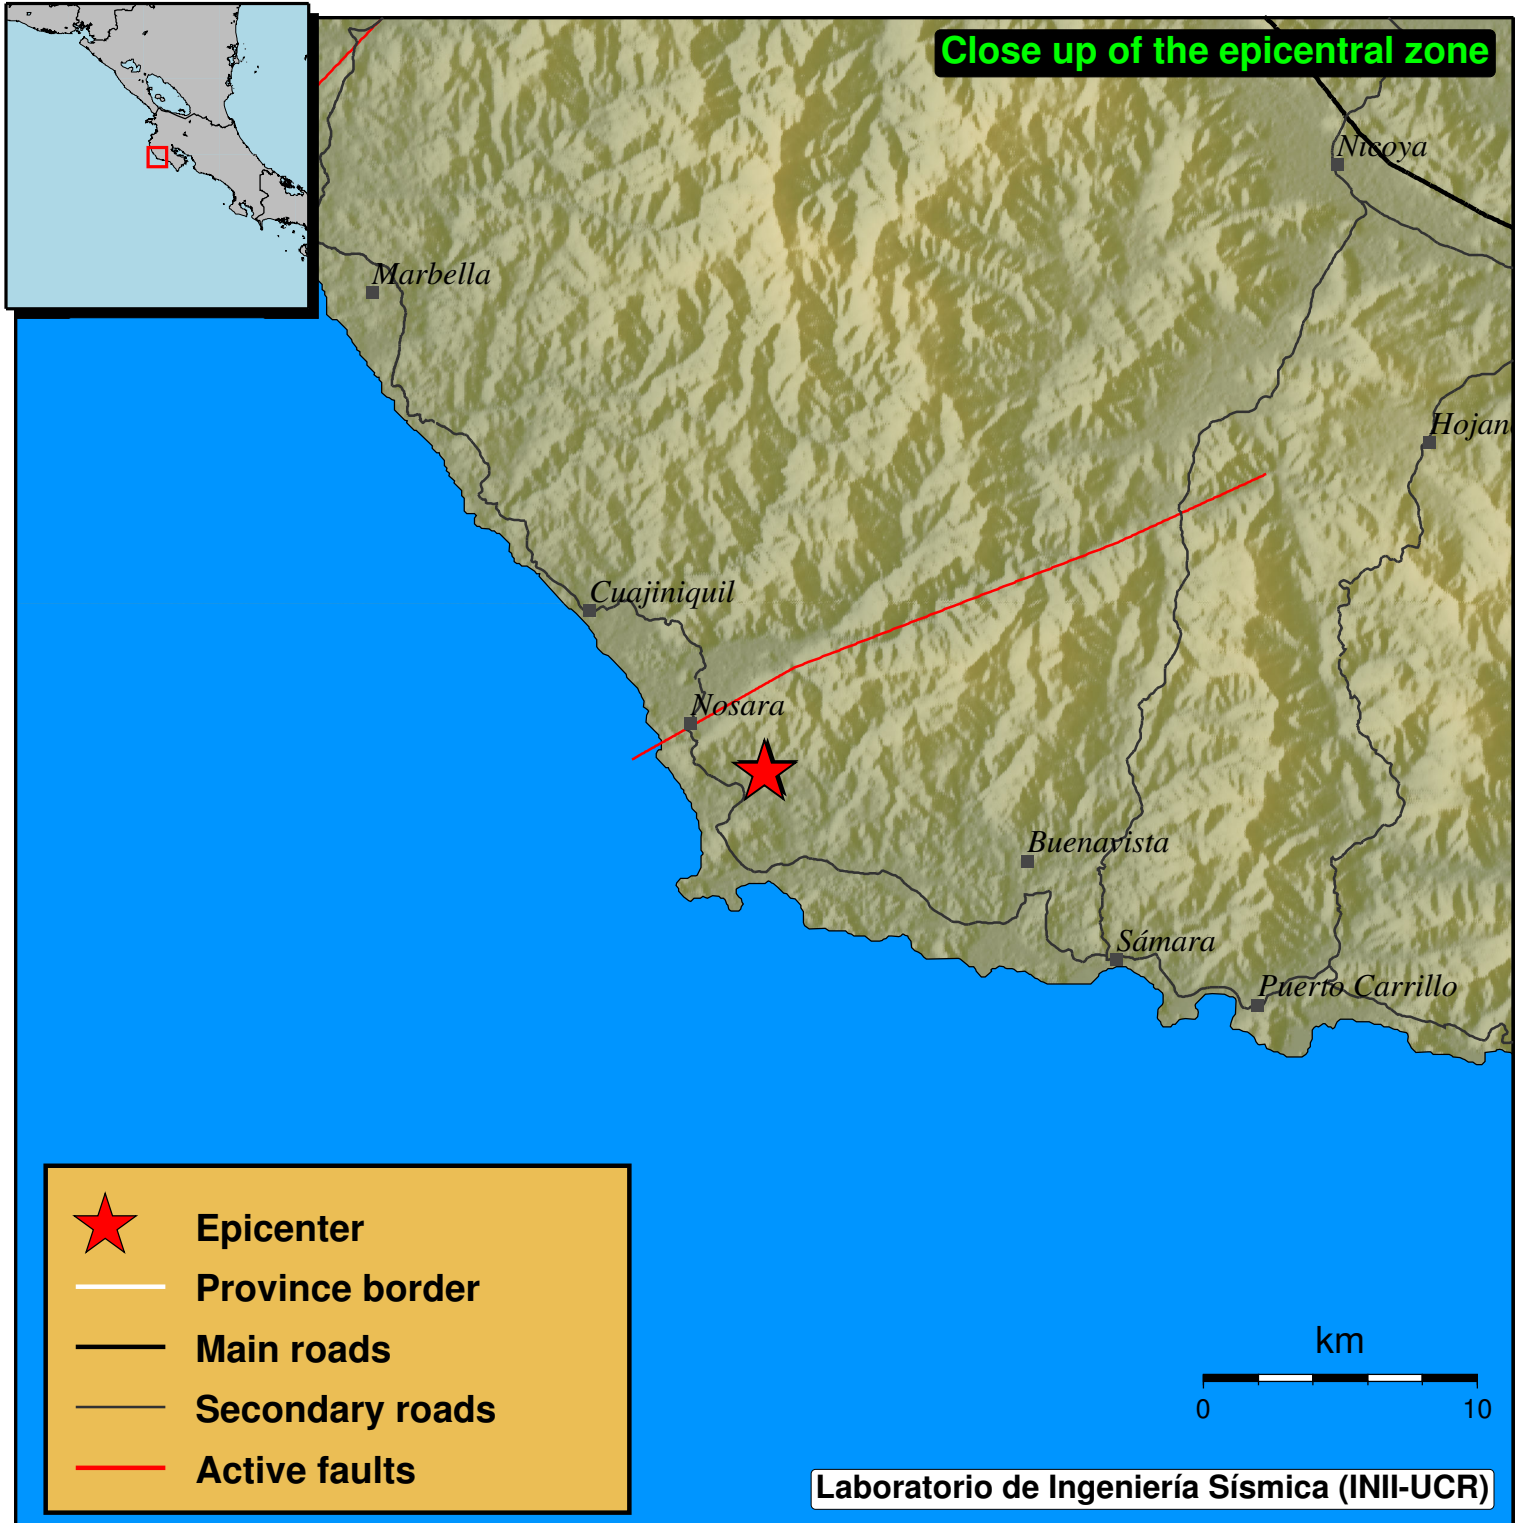 Close up of the epicentral zone
Nicoya
Marbella
Hojan
Cuajiniquil
Nosara
Buenavista
Sámara
Puerto Carrillo
Epicenter
Province border
Main roads
Secondary roads
Active faults
km
0 10
Laboratorio de Ingeniería Sísmica (INII-UCR)